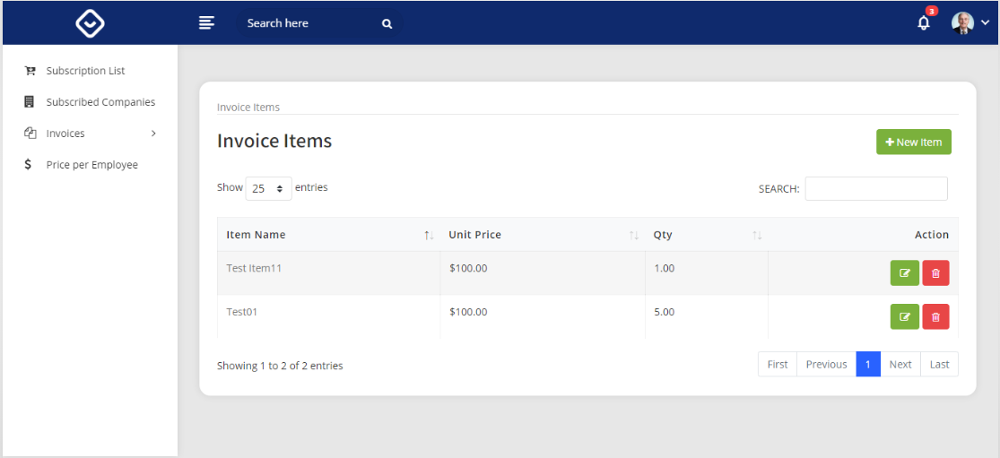 Search here
3
Subscription List
Subscribed Companies
Invoices
Price per Employee
Invoice Items
Invoice Items
New Item
Show 25 entries
SEARCH:
Item Name Unit Price Qty Action
Test Item11 $100.00 1.00
Test01 $100.00 5.00
Showing 1 to 2 of 2 entries
First Previous 1 Next Last